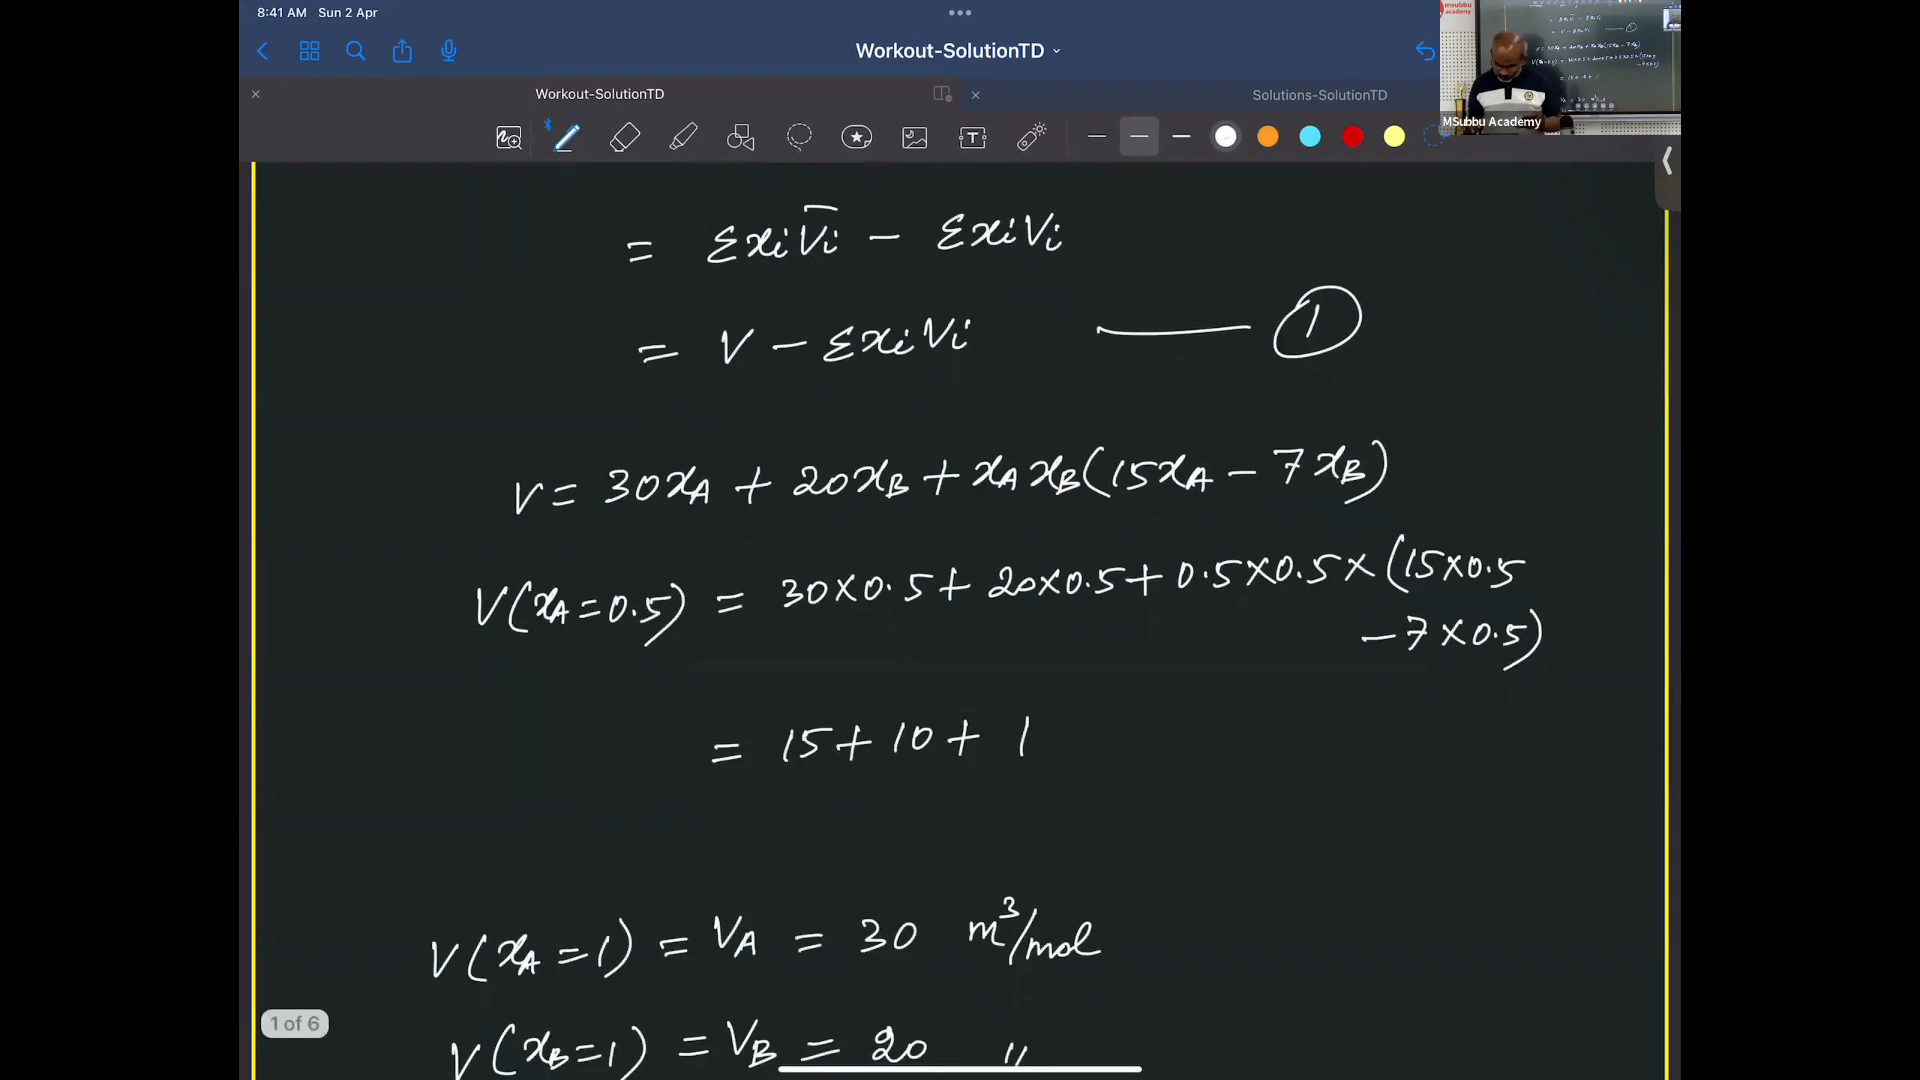 8:41 AM Sun 2 Apr
Workout-SolutionTD
Workout-SolutionTD
Solutions-SolutionTD
MSubbu Academy
= Σxi V̄i − ΣxiVi
= V − ΣxiVi ——— ①
V = 30xA + 20xB + xA xB(15xA − 7xB)
V(xA=0.5) = 30×0.5 + 20×0.5 + 0.5×0.5×(15×0.5
−7×0.5)
= 15 + 10 + 1
V(xA=1) = VA = 30 m³/mol
V(xB=1) = VB = 20 〃
1 of 6